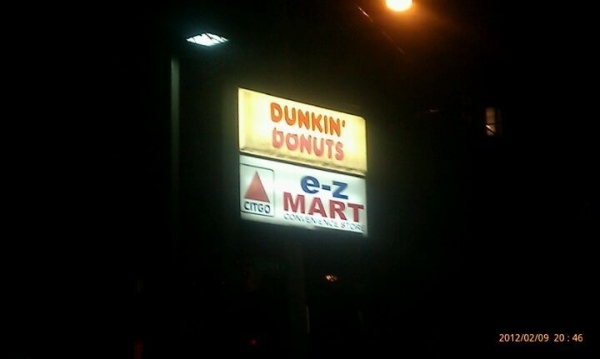 DUNKIN'
DONUTS
CITGO
e-z
MART
CONVENIENCE STORE
2012/02/09 20:46